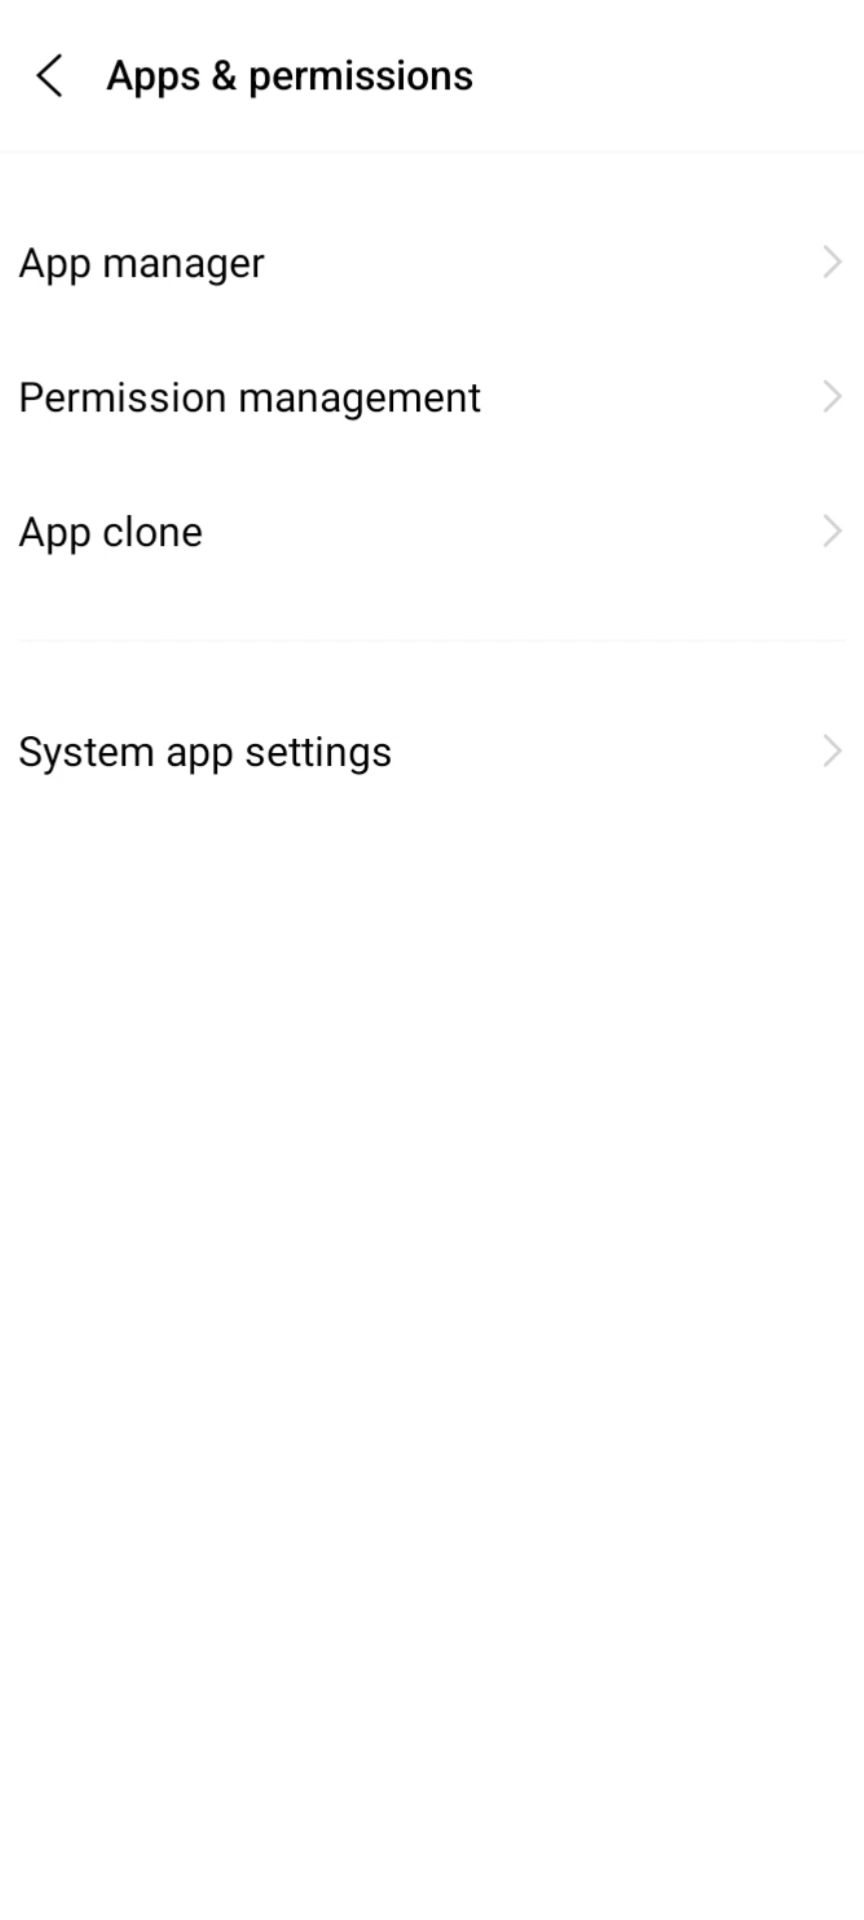 Apps & permissions
App manager
Permission management
App clone
System app settings